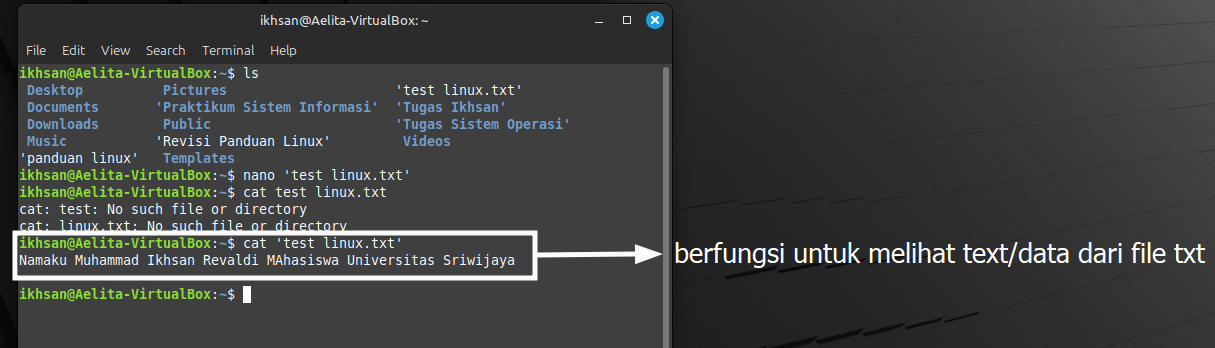 ikhsan@Aelita-VirtualBox: ~
File Edit View Search Terminal Help
ikhsan@Aelita-VirtualBox:~$ ls
Desktop Pictures 'test linux.txt'
Documents 'Praktikum Sistem Informasi' 'Tugas Ikhsan'
Downloads Public 'Tugas Sistem Operasi'
Music 'Revisi Panduan Linux' Videos
'panduan linux' Templates
ikhsan@Aelita-VirtualBox:~$ nano 'test linux.txt'
ikhsan@Aelita-VirtualBox:~$ cat test linux.txt
cat: test: No such file or directory
cat: linux.txt: No such file or directory
ikhsan@Aelita-VirtualBox:~$ cat 'test linux.txt'
Namaku Muhammad Ikhsan Revaldi MAhasiswa Universitas Sriwijaya
berfungsi untuk melihat text/data dari file txt
ikhsan@Aelita-VirtualBox:~$